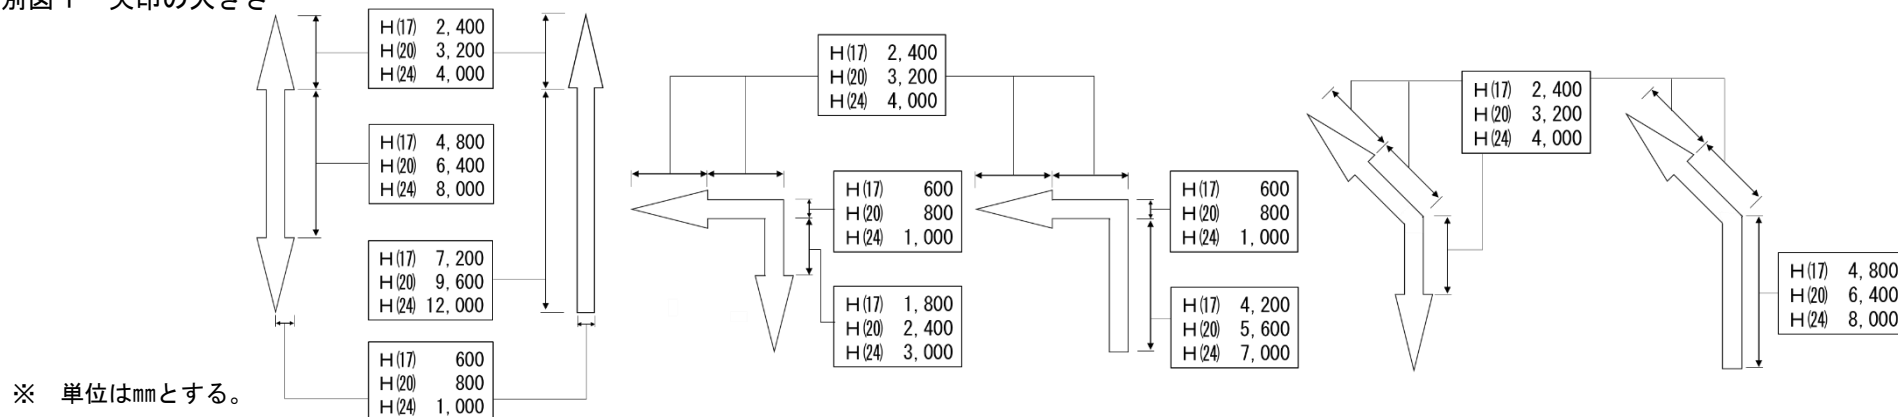 別図1 矢印の大きさ
H(17) 2,400
H(20) 3,200
H(24) 4,000
H(17) 4,800
H(20) 6,400
H(24) 8,000
H(17) 7,200
H(20) 9,600
H(24) 12,000
H(17) 600
H(20) 800
H(24) 1,000
H(17) 2,400
H(20) 3,200
H(24) 4,000
H(17) 600
H(20) 800
H(24) 1,000
H(17) 1,800
H(20) 2,400
H(24) 3,000
H(17) 600
H(20) 800
H(24) 1,000
H(17) 4,200
H(20) 5,600
H(24) 7,000
H(17) 2,400
H(20) 3,200
H(24) 4,000
H(17) 4,800
H(20) 6,400
H(24) 8,000
※ 単位は㎜とする。